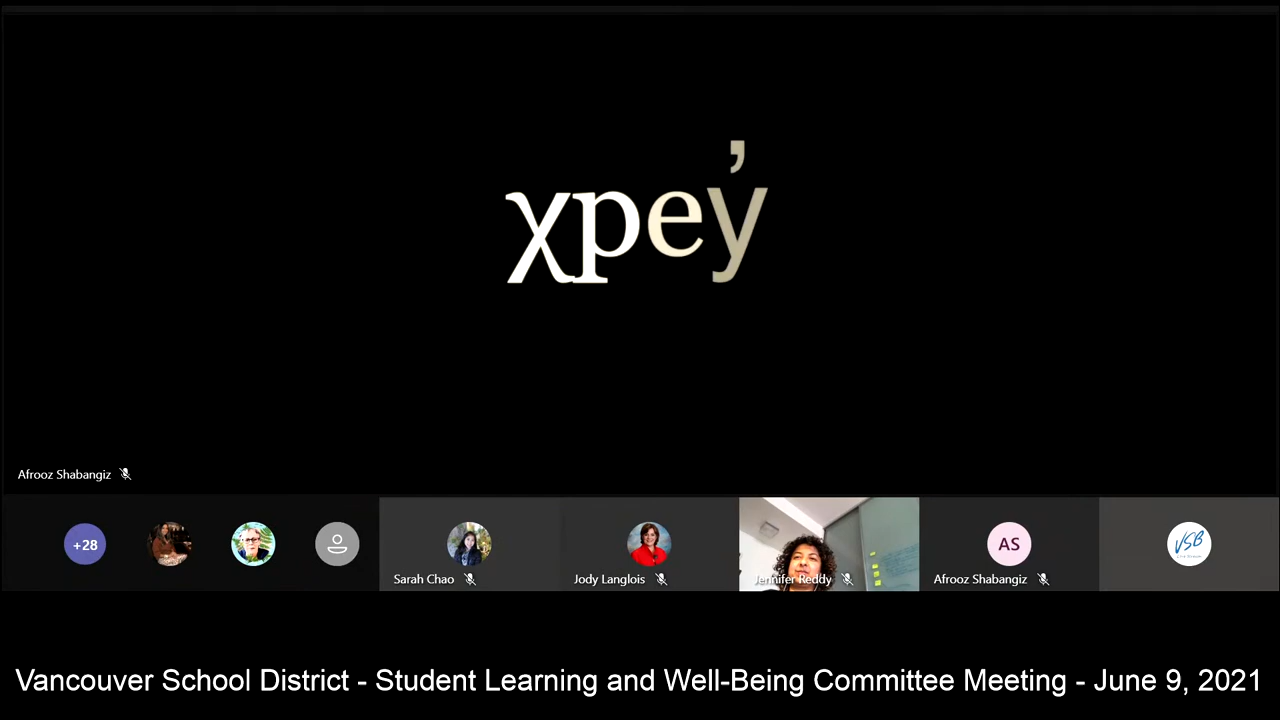 χpey̓
Afrooz Shabangiz
+28
Sarah Chao
Jody Langlois
Jennifer Reddy
AS
Afrooz Shabangiz
VSB
Vancouver School District - Student Learning and Well-Being Committee Meeting - June 9, 2021